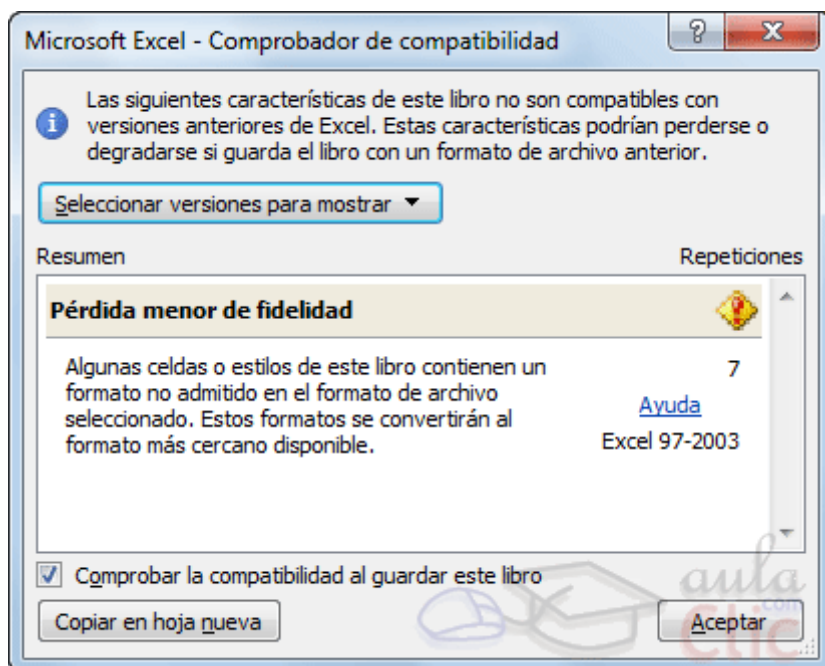 Microsoft Excel - Comprobador de compatibilidad
Las siguientes características de este libro no son compatibles con
versiones anteriores de Excel. Estas características podrían perderse o
degradarse si guarda el libro con un formato de archivo anterior.
Seleccionar versiones para mostrar
Resumen Repeticiones
Pérdida menor de fidelidad
Algunas celdas o estilos de este libro contienen un 7
formato no admitido en el formato de archivo
seleccionado. Estos formatos se convertirán al Ayuda
formato más cercano disponible. Excel 97-2003
Comprobar la compatibilidad al guardar este libro
Copiar en hoja nueva Aceptar
aula
Clic
.com